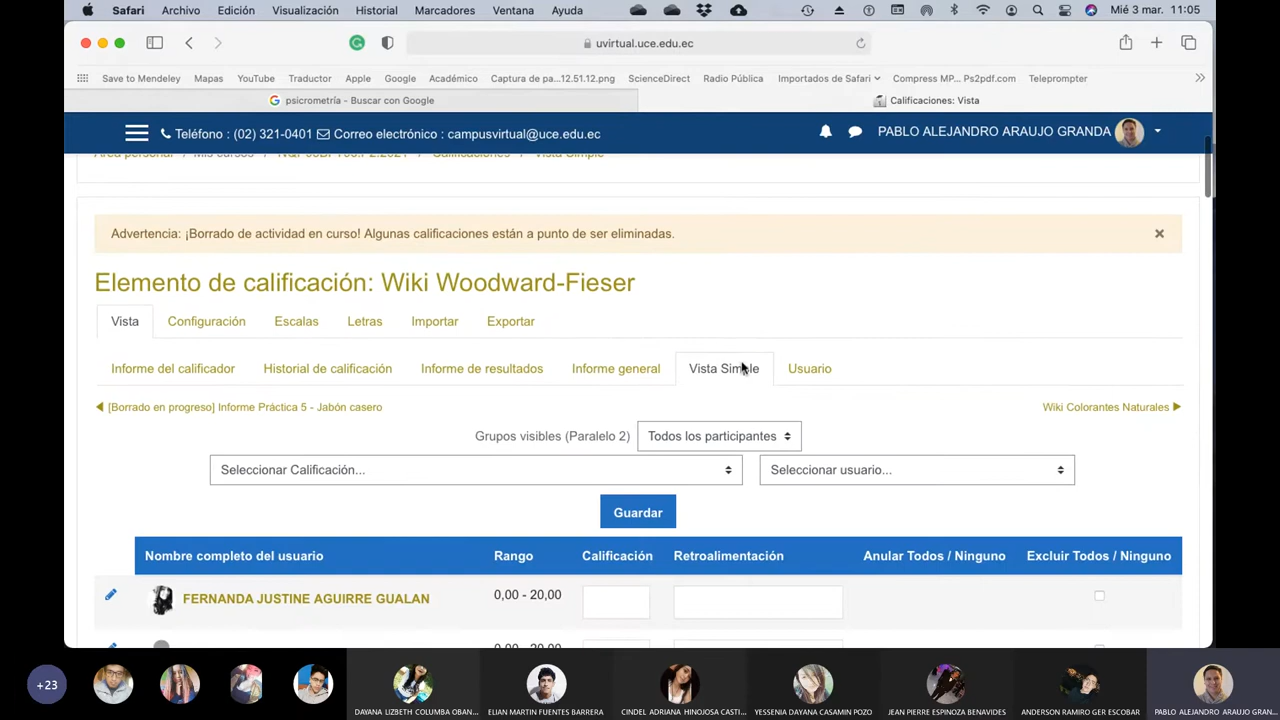 Safari Archivo Edición Visualización Historial Marcadores Ventana Ayuda Mié 3 mar. 11:05
uvirtual.uce.edu.ec
Save to Mendeley Mapas YouTube Traductor Apple Google Académico Captura de pa...12.51.12.png ScienceDirect Radio Pública Importados de Safari Compress MP... Ps2pdf.com Teleprompter
psicrometría - Buscar con Google Calificaciones: Vista
Teléfono : (02) 321-0401 Correo electrónico : campusvirtual@uce.edu.ec PABLO ALEJANDRO ARAUJO GRANDA
Área personal / Mis cursos / Calificaciones / Vista Simple
Advertencia: ¡Borrado de actividad en curso! Algunas calificaciones están a punto de ser eliminadas.
Elemento de calificación: Wiki Woodward-Fieser
Vista Configuración Escalas Letras Importar Exportar
Informe del calificador Historial de calificación Informe de resultados Informe general Vista Simple Usuario
[Borrado en progreso] Informe Práctica 5 - Jabón casero Wiki Colorantes Naturales
Grupos visibles (Paralelo 2) Todos los participantes
Seleccionar Calificación... Seleccionar usuario...
Guardar
Nombre completo del usuario Rango Calificación Retroalimentación Anular Todos / Ninguno Excluir Todos / Ninguno
FERNANDA JUSTINE AGUIRRE GUALAN 0,00 - 20,00
0,00 - 20,00
+23 DAYANA LIZBETH COLUMBA OBAN... ELIAN MARTIN FUENTES BARRERA CINDEL ADRIANA HINOJOSA CASTI... YESSENIA DAYANA CASAMIN POZO JEAN PIERRE ESPINOZA BENAVIDES ANDERSON RAMIRO GER ESCOBAR PABLO ALEJANDRO ARAUJO GRANDA